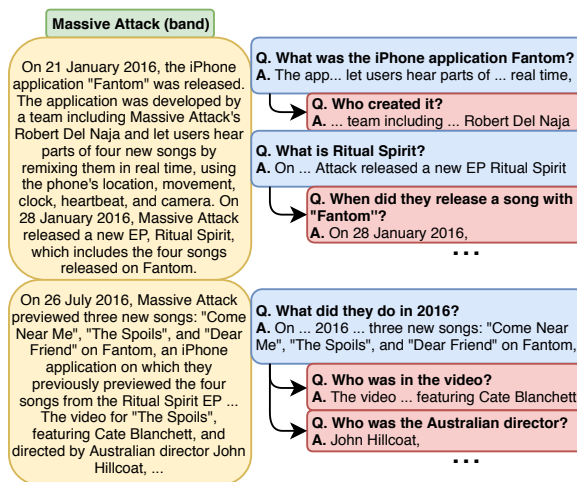 Massive Attack (band)
On 21 January 2016, the iPhone
application "Fantom" was released.
The application was developed by
a team including Massive Attack's
Robert Del Naja and let users hear
parts of four new songs by
remixing them in real time, using
the phone's location, movement,
clock, heartbeat, and camera. On
28 January 2016, Massive Attack
released a new EP, Ritual Spirit,
which includes the four songs
released on Fantom.
Q. What was the iPhone application Fantom?
A. The app... let users hear parts of ... real time,
Q. Who created it?
A. ... team including ... Robert Del Naja
Q. What is Ritual Spirit?
A. On ... Attack released a new EP Ritual Spirit
Q. When did they release a song with
"Fantom"?
A. On 28 January 2016,
...
On 26 July 2016, Massive Attack
previewed three new songs: "Come
Near Me", "The Spoils", and "Dear
Friend" on Fantom, an iPhone
application on which they
previously previewed the four
songs from the Ritual Spirit EP ...
The video for "The Spoils",
featuring Cate Blanchett, and
directed by Australian director John
Hillcoat, ...
Q. What did they do in 2016?
A. On ... 2016 ... three new songs: "Come Near
Me", "The Spoils", and "Dear Friend" on Fantom,
Q. Who was in the video?
A. The video ... featuring Cate Blanchett
Q. Who was the Australian director?
A. John Hillcoat,
...